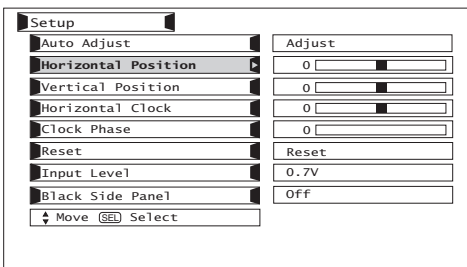 Setup
Auto Adjust Adjust
Horizontal Position 0
Vertical Position 0
Horizontal Clock 0
Clock Phase 0
Reset Reset
Input Level 0.7V
Black Side Panel Off
Move SEL Select